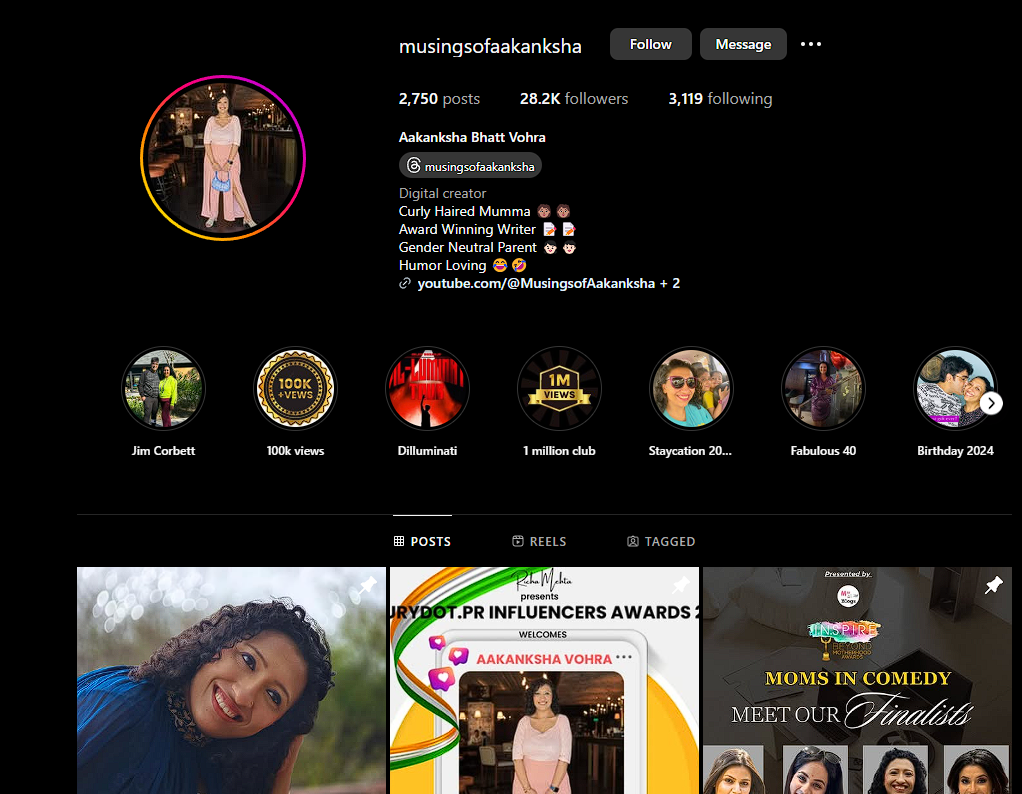 musingsofaakanksha
Follow
Message
2,750 posts
28.2K followers
3,119 following
Aakanksha Bhatt Vohra
musingsofaakanksha
Digital creator
Curly Haired Mumma
Award Winning Writer
Gender Neutral Parent
Humor Loving
youtube.com/@MusingsofAakanksha + 2
100K
+VEWS
1M
VIEWS
Jim Corbett
100k views
Dilluminati
1 million club
Staycation 20...
Fabulous 40
Birthday 2024
POSTS
REELS
TAGGED
Richa Mehta
presents
URYDOT.PR INFLUENCERS AWARDS 2
WELCOMES
AAKANKSHA VOHRA
Presented by
Blogs
INSPIRE
BEYOND
MOTHERHOOD
AWARDS
MOMS IN COMEDY
MEET OUR Finalists